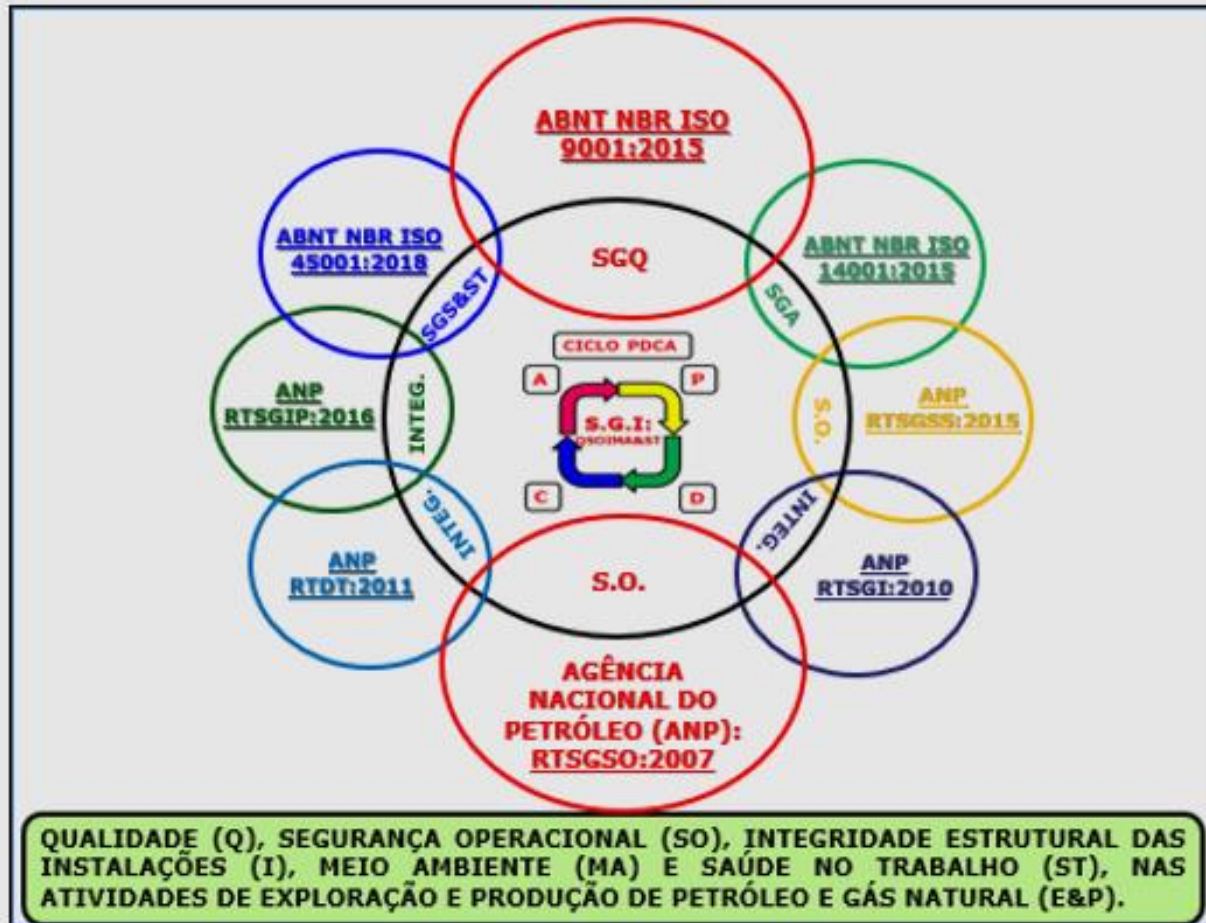 ABNT NBR ISO
9001:2015
SGQ
ABNT NBR ISO
45001:2018
SGS&ST
ABNT NBR ISO
14001:2015
SGA
CICLO PDCA
A
P
S.G.I:
QSOIMA&ST
C
D
ANP
RTSGIP:2016
INTEG.
ANP
RTSGSS:2015
S.O.
ANP
RTDT:2011
INTEG.
ANP
RTSGI:2010
INTEG.
S.O.
AGÊNCIA
NACIONAL DO
PETRÓLEO (ANP):
RTSGSO:2007
QUALIDADE (Q), SEGURANÇA OPERACIONAL (SO), INTEGRIDADE ESTRUTURAL DAS
INSTALAÇÕES (I), MEIO AMBIENTE (MA) E SAÚDE NO TRABALHO (ST), NAS
ATIVIDADES DE EXPLORAÇÃO E PRODUÇÃO DE PETRÓLEO E GÁS NATURAL (E&P).